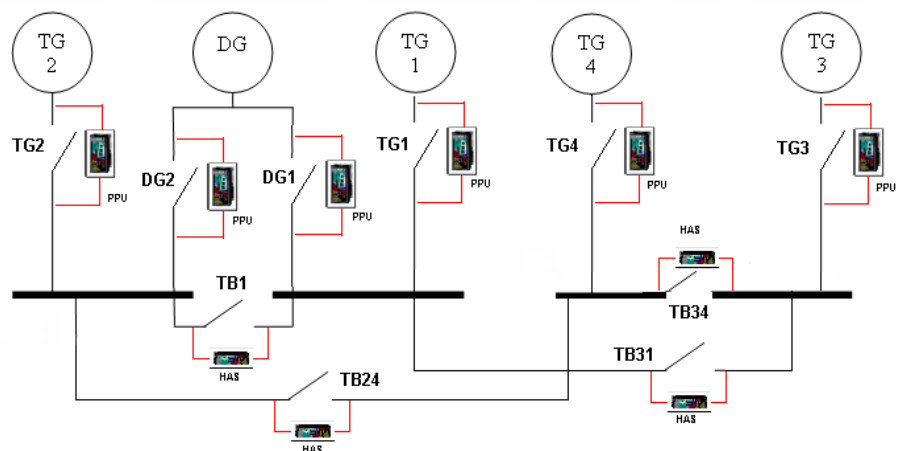 TG
2
DG
TG
1
TG
4
TG
3
TG2
PPU
DG2
PPU
DG1
PPU
TG1
PPU
TG4
PPU
TG3
PPU
HAS
TB1
TB34
HAS
TB31
HAS
TB24
HAS